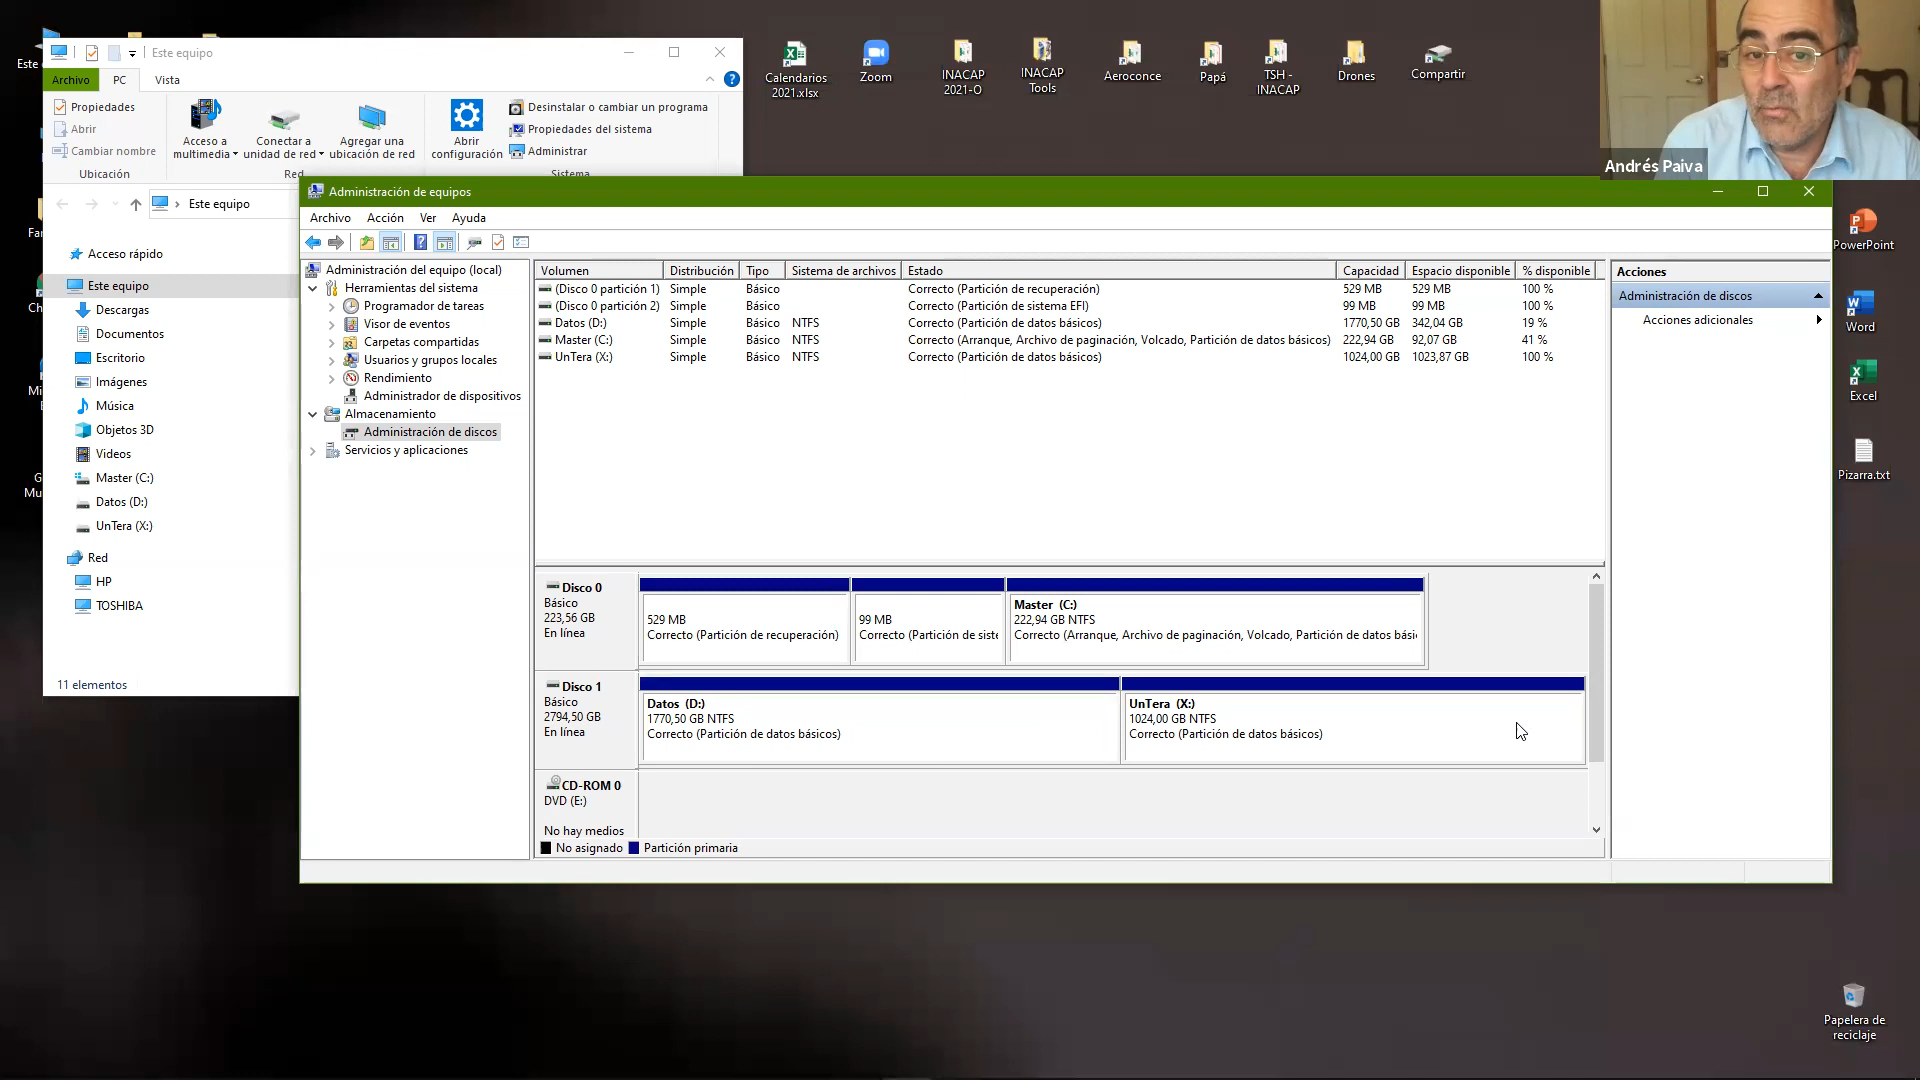 Este equipo
Archivo
PC
Vista
Propiedades
Abrir
Cambiar nombre
Ubicación
Acceso a
multimedia
Conectar a
unidad de red
Agregar una
ubicación de red
Red
Abrir
configuración
Desinstalar o cambiar un programa
Propiedades del sistema
Administrar
Sistema
Este equipo
Acceso rápido
Este equipo
Descargas
Documentos
Escritorio
Imágenes
Música
Objetos 3D
Videos
Master (C:)
Datos (D:)
UnTera (X:)
Red
HP
TOSHIBA
11 elementos
Calendarios
2021.xlsx
Zoom
INACAP
2021-O
INACAP
Tools
Aeroconce
Papá
TSH -
INACAP
Drones
Compartir
Andrés Paiva
PowerPoint
Word
Excel
Pizarra.txt
Papelera de
reciclaje
Administración de equipos
Archivo Acción Ver Ayuda
Administración del equipo (local)
Herramientas del sistema
Programador de tareas
Visor de eventos
Carpetas compartidas
Usuarios y grupos locales
Rendimiento
Administrador de dispositivos
Almacenamiento
Administración de discos
Servicios y aplicaciones
Volumen Distribución Tipo Sistema de archivos Estado Capacidad Espacio disponible % disponible
(Disco 0 partición 1) Simple Básico Correcto (Partición de recuperación) 529 MB 529 MB 100 %
(Disco 0 partición 2) Simple Básico Correcto (Partición de sistema EFI) 99 MB 99 MB 100 %
Datos (D:) Simple Básico NTFS Correcto (Partición de datos básicos) 1770,50 GB 342,04 GB 19 %
Master (C:) Simple Básico NTFS Correcto (Arranque, Archivo de paginación, Volcado, Partición de datos básicos) 222,94 GB 92,07 GB 41 %
UnTera (X:) Simple Básico NTFS Correcto (Partición de datos básicos) 1024,00 GB 1023,87 GB 100 %
Acciones
Administración de discos
Acciones adicionales
Disco 0
Básico
223,56 GB
En línea
529 MB
Correcto (Partición de recuperación)
99 MB
Correcto (Partición de siste
Master (C:)
222,94 GB NTFS
Correcto (Arranque, Archivo de paginación, Volcado, Partición de datos bási
Disco 1
Básico
2794,50 GB
En línea
Datos (D:)
1770,50 GB NTFS
Correcto (Partición de datos básicos)
UnTera (X:)
1024,00 GB NTFS
Correcto (Partición de datos básicos)
CD-ROM 0
DVD (E:)
No hay medios
No asignado
Partición primaria